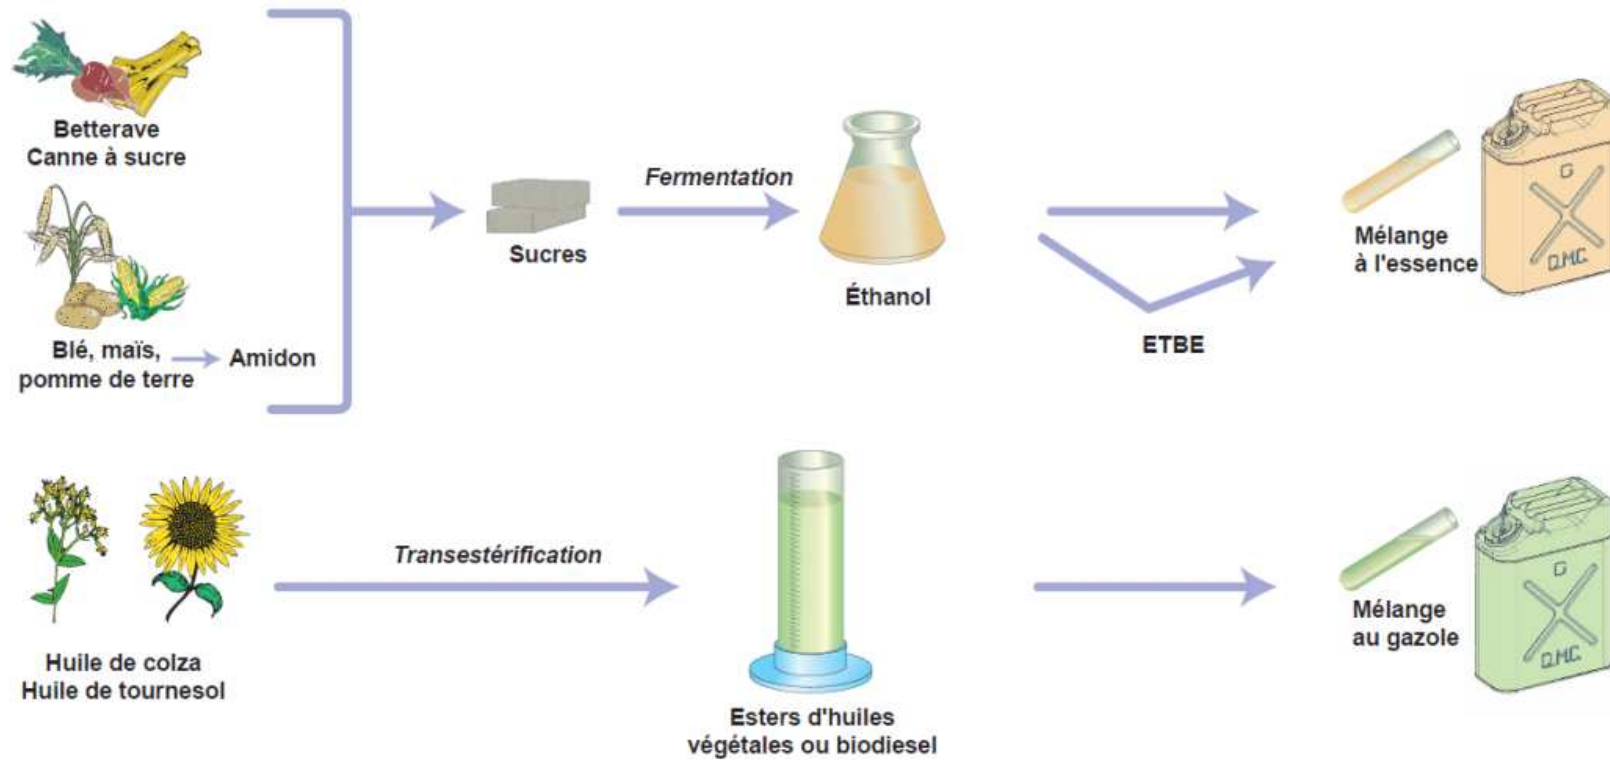 Betterave
Canne à sucre
Blé, maïs,
pomme de terre
Amidon
Sucres
Fermentation
Éthanol
ETBE
Mélange
à l'essence
G
D.M.C.
Huile de colza
Huile de tournesol
Transestérification
Esters d'huiles
végétales ou biodiesel
Mélange
au gazole
G
D.M.C.